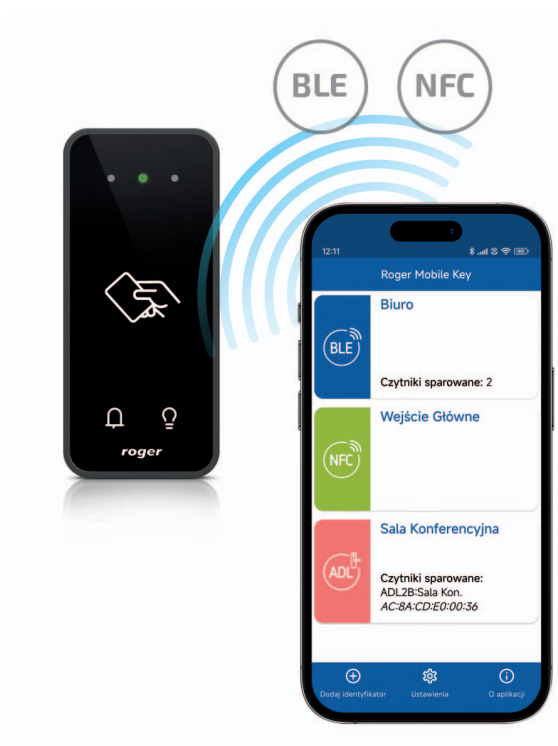 BLE
NFC
roger
12:11
Roger Mobile Key
Biuro
BLE
Czytniki sparowane: 2
Wejście Główne
NFC
Sala Konferencyjna
ADL
Czytniki sparowane:
ADL2B:Sala Kon.
AC:8A:CD:E0:00:36
Dodaj identyfikator
Ustawienia
O aplikacji